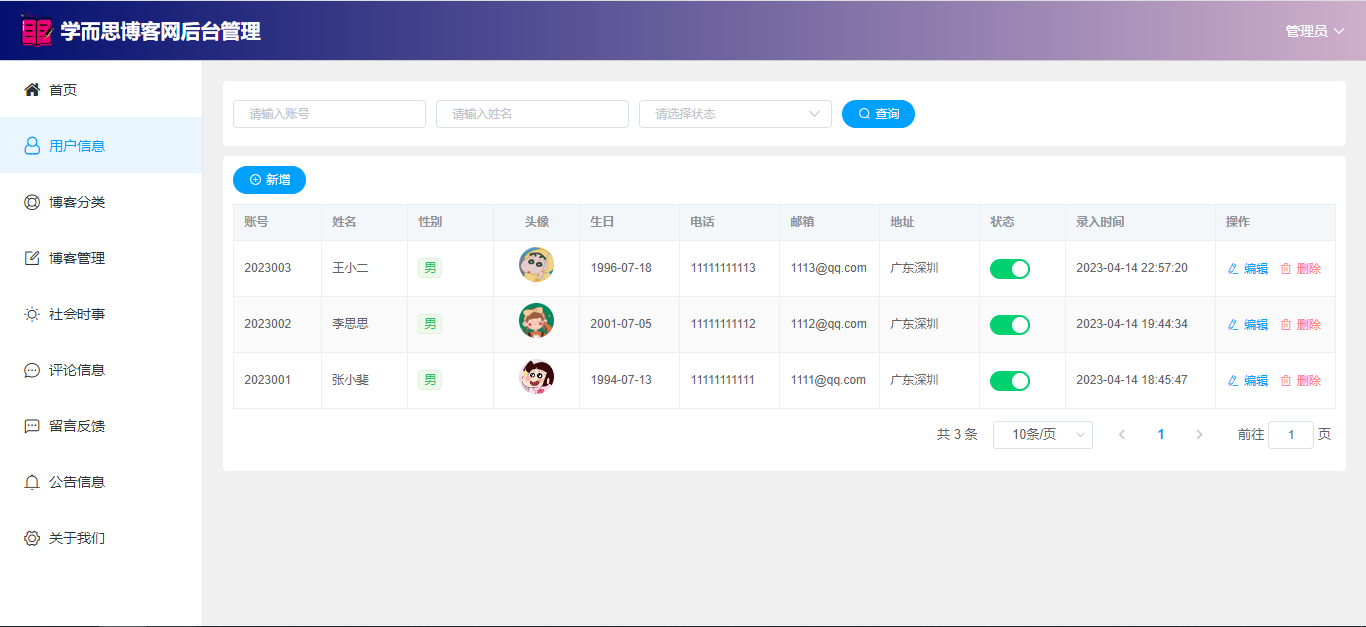 学而思博客网后台管理
管理员
首页
用户信息
博客分类
博客管理
社会时事
评论信息
留言反馈
公告信息
关于我们
请输入账号 请输入姓名 请选择状态 查询
新增
账号 姓名 性别 头像 生日 电话 邮箱 地址 状态 录入时间 操作
2023003 王小二 男 1996-07-18 11111111113 1113@qq.com 广东深圳 2023-04-14 22:57:20 编辑 删除
2023002 李思思 男 2001-07-05 11111111112 1112@qq.com 广东深圳 2023-04-14 19:44:34 编辑 删除
2023001 张小斐 男 1994-07-13 11111111111 1111@qq.com 广东深圳 2023-04-14 18:45:47 编辑 删除
共 3 条 10条/页 1 前往 1 页